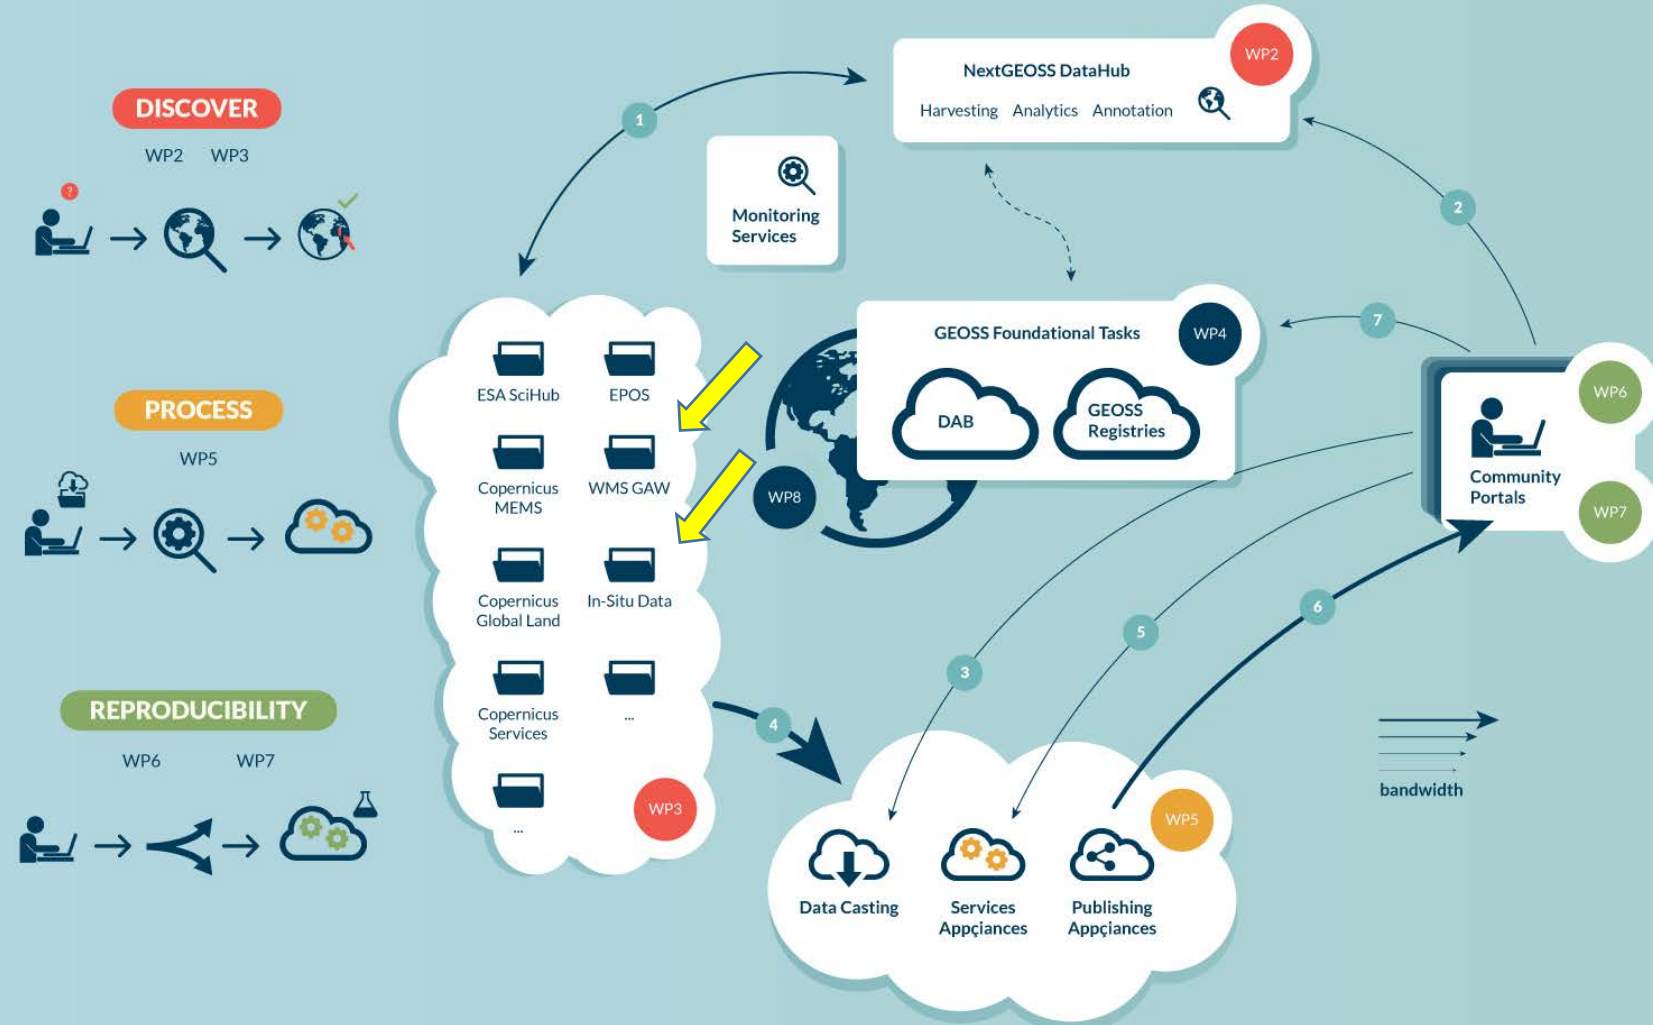 DISCOVER
WP2 WP3
?
PROCESS
WP5
REPRODUCIBILITY
WP6 WP7
1
NextGEOSS DataHub
Harvesting Analytics Annotation
WP2
Monitoring
Services
2
GEOSS Foundational Tasks
WP4
DAB
GEOSS
Registries
WP8
7
ESA SciHub
EPOS
Copernicus
MEMS
WMS GAW
Copernicus
Global Land
In-Situ Data
Copernicus
Services
...
...
WP3
Community
Portals
WP6
WP7
3
4
5
6
Data Casting
Services
Appçiances
Publishing
Appçiances
WP5
bandwidth